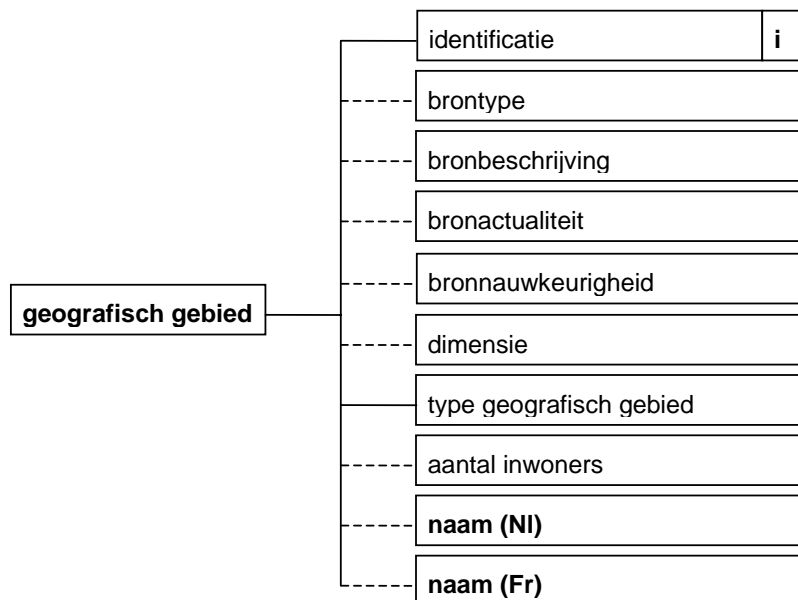 identificatie i
brontype
bronbeschrijving
bronactualiteit
bronnauwkeurigheid
geografisch gebied
dimensie
type geografisch gebied
aantal inwoners
naam (Nl)
naam (Fr)